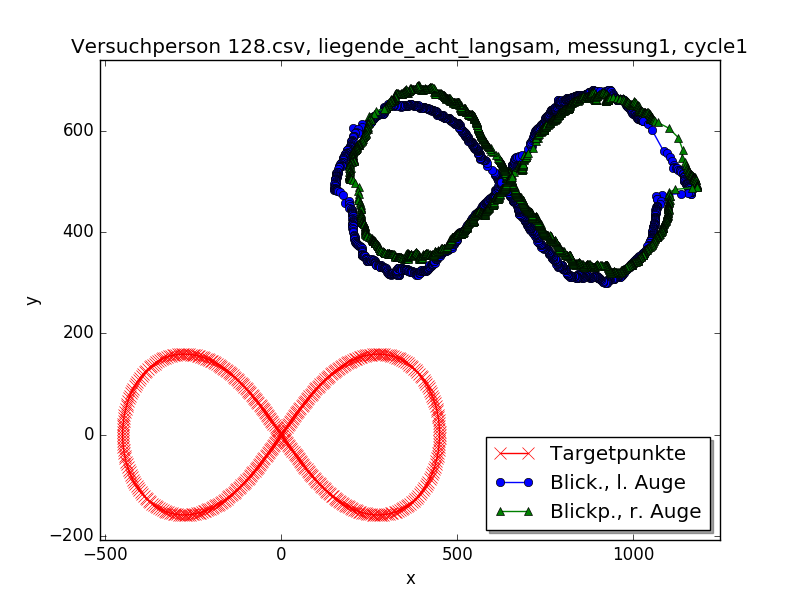 Versuchperson 128.csv, liegende_acht_langsam, messung1, cycle1
600
400
200
0
−200
y
−500 0 500 1000
x
Targetpunkte
Blick., l. Auge
Blickp., r. Auge